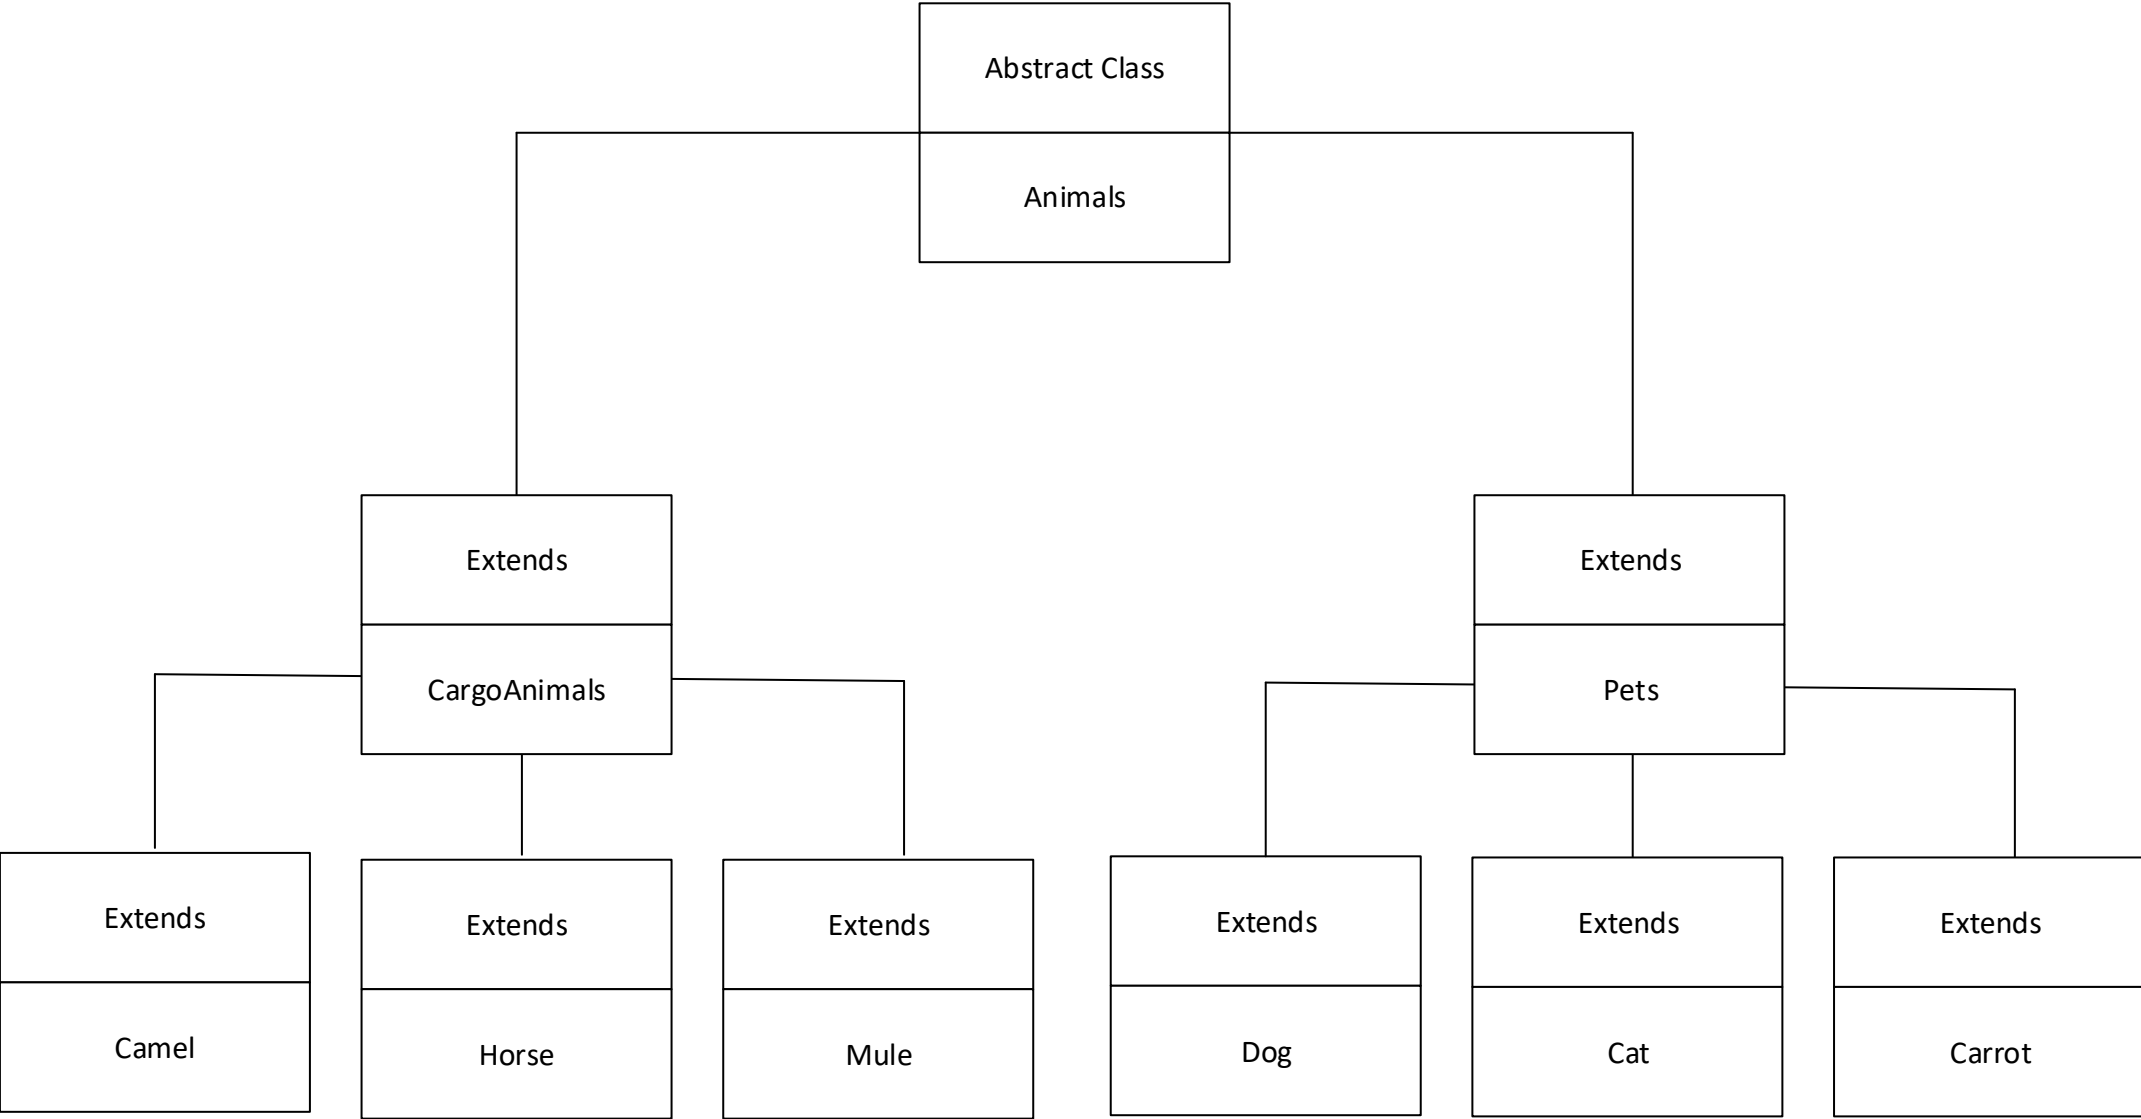 Abstract Class
Animals
Extends
Extends
CargoAnimals
Pets
Extends
Extends
Extends
Extends
Extends
Extends
Camel
Horse
Mule
Dog
Cat
Carrot